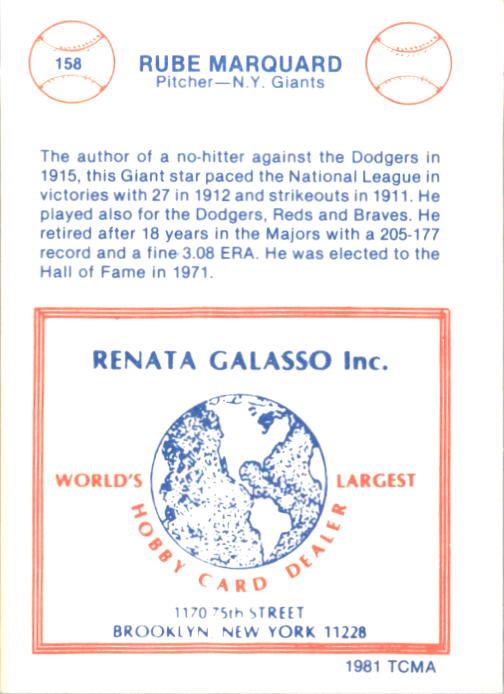 158
RUBE MARQUARD
Pitcher—N.Y. Giants
The author of a no-hitter against the Dodgers in
1915, this Giant star paced the National League in
victories with 27 in 1912 and strikeouts in 1911. He
played also for the Dodgers, Reds and Braves. He
retired after 18 years in the Majors with a 205-177
record and a fine 3.08 ERA. He was elected to the
Hall of Fame in 1971.
RENATA GALASSO Inc.
WORLD'S LARGEST
HOBBY CARD DEALER
1170 75th STREET
BROOKLYN NEW YORK 11228
1981 TCMA